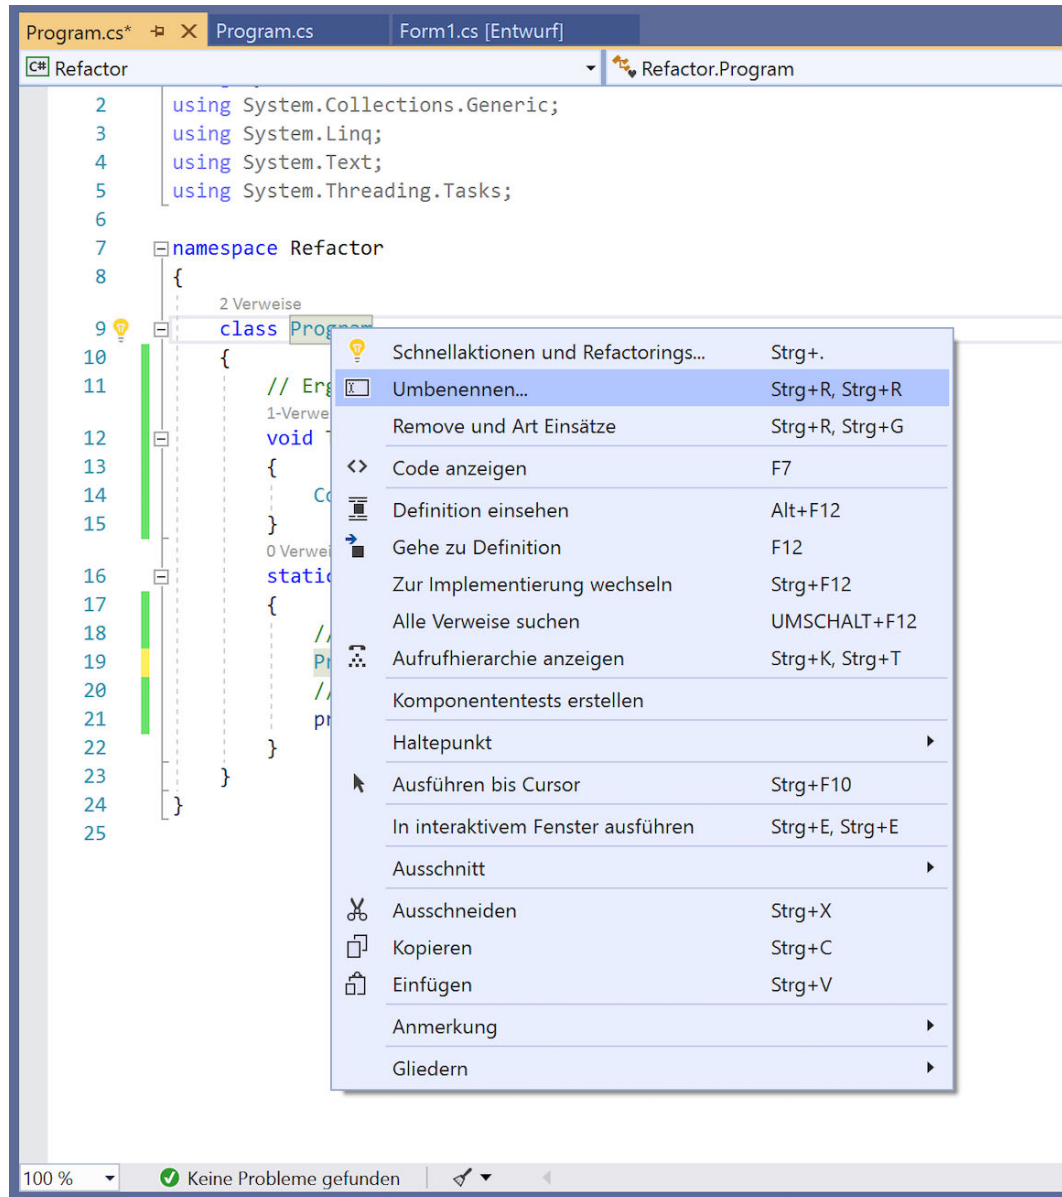 Program.cs* Program.cs Form1.cs [Entwurf]
C# Refactor Refactor.Program
2 using System.Collections.Generic;
3 using System.Linq;
4 using System.Text;
5 using System.Threading.Tasks;
6
7 namespace Refactor
8 {
2 Verweise
9 class Program
10 {
11 // Erg
1-Verwe
12 void
13 {
14 Co
15 }
0 Verwei
16 static
17 {
18 //
19 Pr
20 //
21 pr
22 }
23 }
24 }
25
Schnellaktionen und Refactorings... Strg+.
Umbenennen... Strg+R, Strg+R
Remove und Art Einsätze Strg+R, Strg+G
Code anzeigen F7
Definition einsehen Alt+F12
Gehe zu Definition F12
Zur Implementierung wechseln Strg+F12
Alle Verweise suchen UMSCHALT+F12
Aufrufhierarchie anzeigen Strg+K, Strg+T
Komponententests erstellen
Haltepunkt
Ausführen bis Cursor Strg+F10
In interaktivem Fenster ausführen Strg+E, Strg+E
Ausschnitt
Ausschneiden Strg+X
Kopieren Strg+C
Einfügen Strg+V
Anmerkung
Gliedern
100 % Keine Probleme gefunden